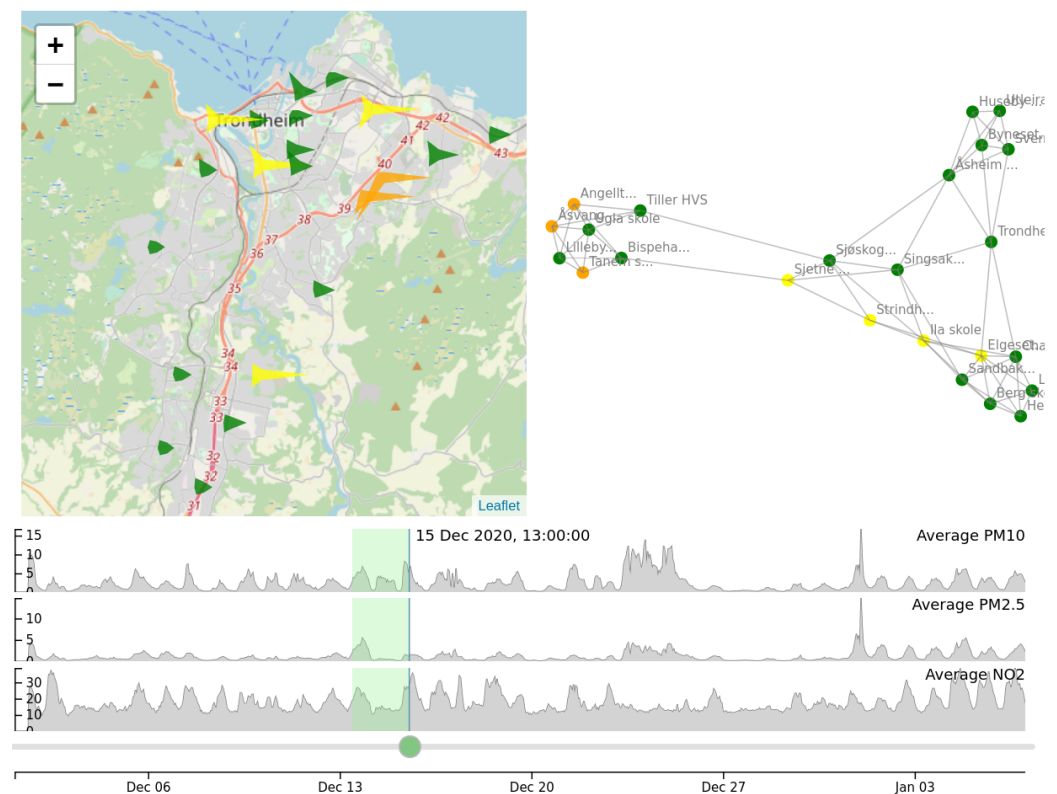 +
−
Trondheim
42
42
41
43
40
39
38
37
36
35
34
34
33
33
32
32
31
Leaflet
Huseby
Byneset
Åsheim ...
Angellt...
Tiller HVS
Åsvang
Ugla skole
Lilleby...
Bispeha...
Tanem s...
Trondhe
Sjøskog...
Singsak...
Sjetne ...
Strindh...
Ila skole
Elgeset
Sandbak...
Berg sk
He
15 Dec 2020, 13:00:00
Average PM10
15
10
5
0
Average PM2.5
10
5
0
Average NO2
30
20
10
0
Dec 06
Dec 13
Dec 20
Dec 27
Jan 03